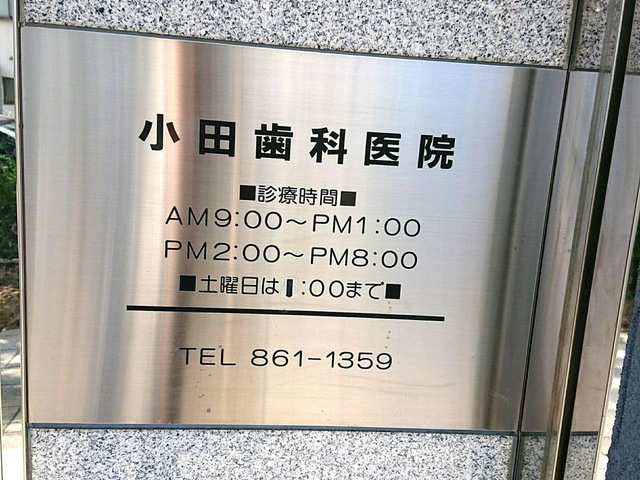 小田歯科医院
■診療時間■
AM9:00～PM1:00
PM2:00～PM8:00
■土曜日は :00まで■
TEL 861-1359